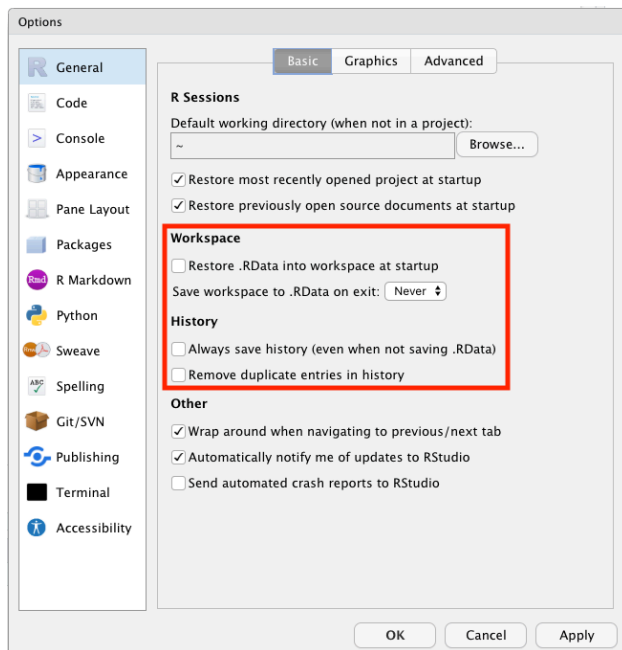 Options
General
Code
Console
Appearance
Pane Layout
Packages
Rmd R Markdown
Python
Sweave
ABC Spelling
Git/SVN
Publishing
Terminal
Accessibility
Basic Graphics Advanced
R Sessions
Default working directory (when not in a project):
~ Browse...
Restore most recently opened project at startup
Restore previously open source documents at startup
Workspace
Restore .RData into workspace at startup
Save workspace to .RData on exit: Never
History
Always save history (even when not saving .RData)
Remove duplicate entries in history
Other
Wrap around when navigating to previous/next tab
Automatically notify me of updates to RStudio
Send automated crash reports to RStudio
OK Cancel Apply